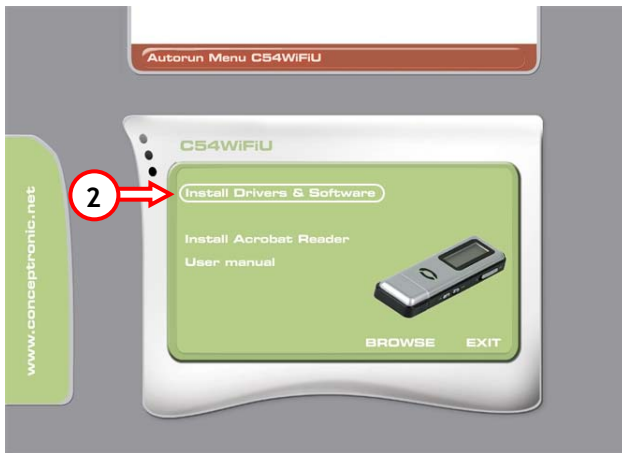 Autorun Menu C54WiFiU
C54WiFiU
2
Install Drivers & Software
Install Acrobat Reader
User manual
BROWSE EXIT
www.conceptronic.net